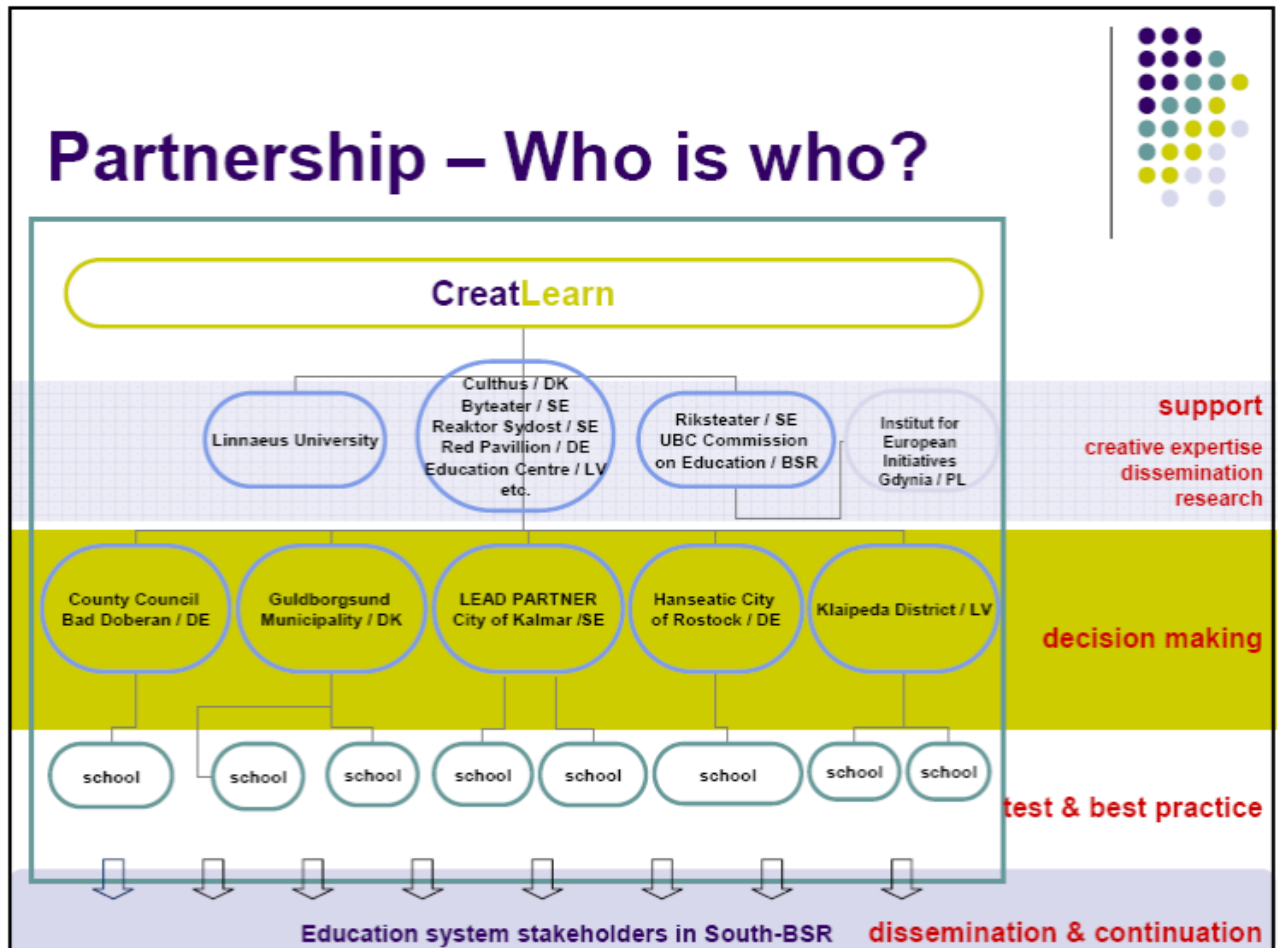 Partnership – Who is who?
CreatLearn
Linnaeus University
Culthus / DK
Byteater / SE
Reaktor Sydost / SE
Red Pavillion / DE
Education Centre / LV
etc.
Riksteater / SE
UBC Commission
on Education / BSR
Institut for
European
Initiatives
Gdynia / PL
support
creative expertise
dissemination
research
County Council
Bad Doberan / DE
Guldborgsund
Municipality / DK
LEAD PARTNER
City of Kalmar /SE
Hanseatic City
of Rostock / DE
Klaipeda District / LV
decision making
school
school
school
school
school
school
school
school
test & best practice
Education system stakeholders in South-BSR
dissemination & continuation